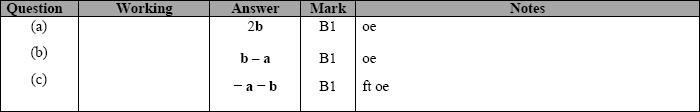 Question Working Answer Mark Notes
(a) 2b B1 oe
(b) b – a B1 oe
(c) – a – b B1 ft oe